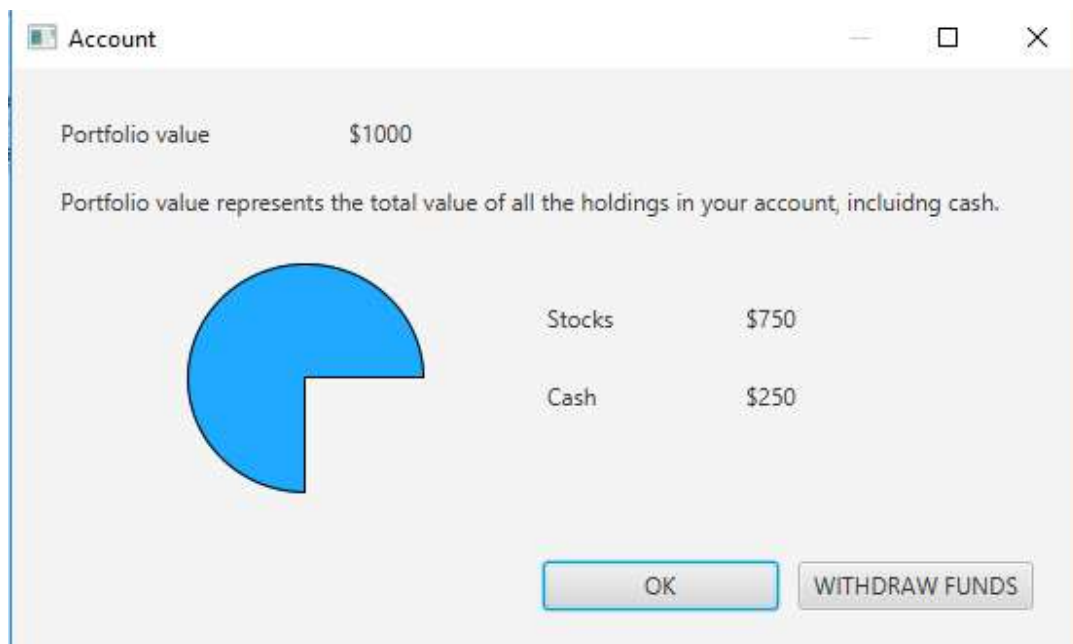 Account
Portfolio value $1000
Portfolio value represents the total value of all the holdings in your account, incluidng cash.
Stocks $750
Cash $250
OK WITHDRAW FUNDS